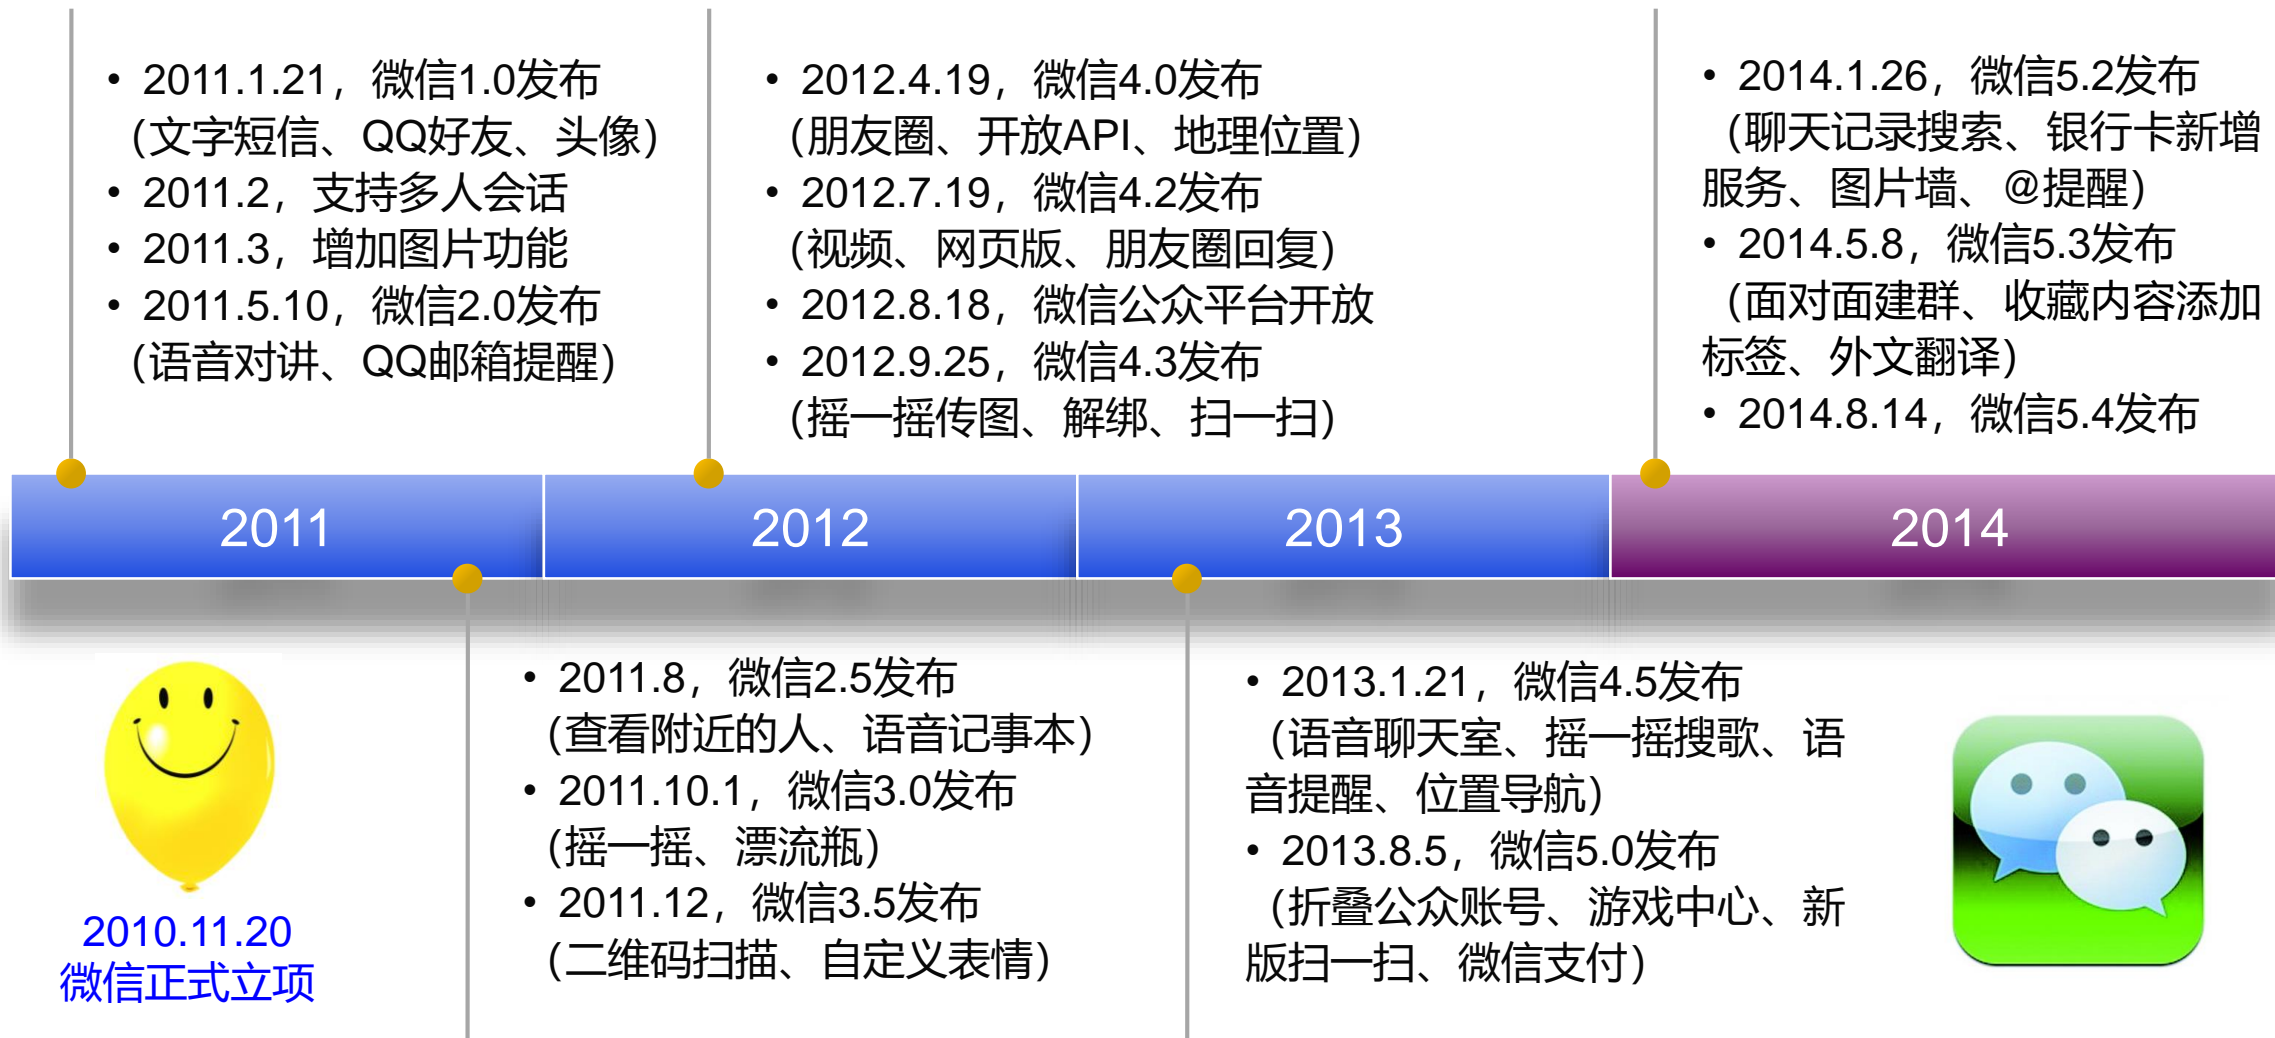 • 2011.1.21，微信1.0发布
（文字短信、QQ好友、头像）
• 2011.2，支持多人会话
• 2011.3，增加图片功能
• 2011.5.10，微信2.0发布
（语音对讲、QQ邮箱提醒）
• 2012.4.19，微信4.0发布
（朋友圈、开放API、地理位置）
• 2012.7.19，微信4.2发布
（视频、网页版、朋友圈回复）
• 2012.8.18，微信公众平台开放
• 2012.9.25，微信4.3发布
（摇一摇传图、解绑、扫一扫）
• 2014.1.26，微信5.2发布
（聊天记录搜索、银行卡新增
服务、图片墙、@提醒）
• 2014.5.8，微信5.3发布
（面对面建群、收藏内容添加
标签、外文翻译）
• 2014.8.14，微信5.4发布
2011
2012
2013
2014
2010.11.20
微信正式立项
• 2011.8，微信2.5发布
（查看附近的人、语音记事本）
• 2011.10.1，微信3.0发布
（摇一摇、漂流瓶）
• 2011.12，微信3.5发布
（二维码扫描、自定义表情）
• 2013.1.21，微信4.5发布
（语音聊天室、摇一摇搜歌、语
音提醒、位置导航）
• 2013.8.5，微信5.0发布
（折叠公众账号、游戏中心、新
版扫一扫、微信支付）